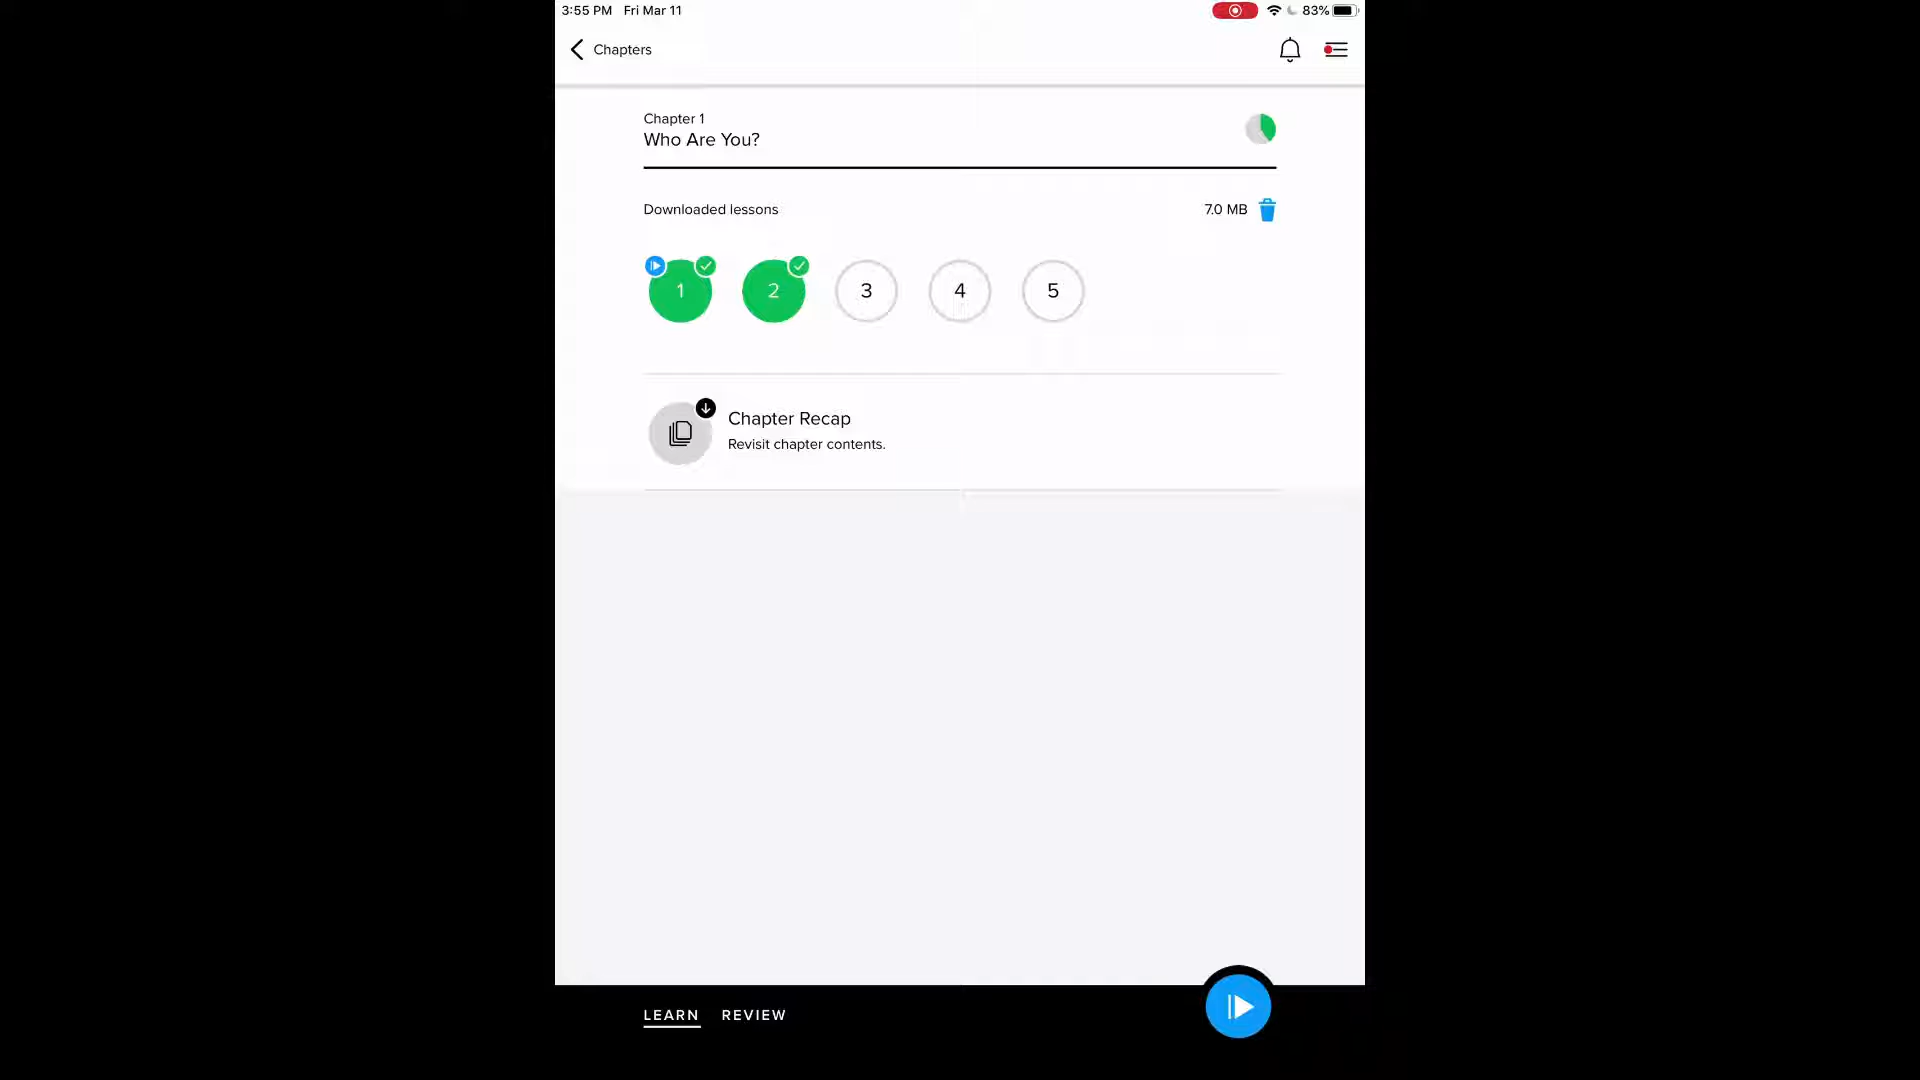 3:55 PM Fri Mar 11 83%
Chapters
Chapter 1
Who Are You?
Downloaded lessons 7.0 MB
1 2 3 4 5
Chapter Recap
Revisit chapter contents.
LEARN REVIEW